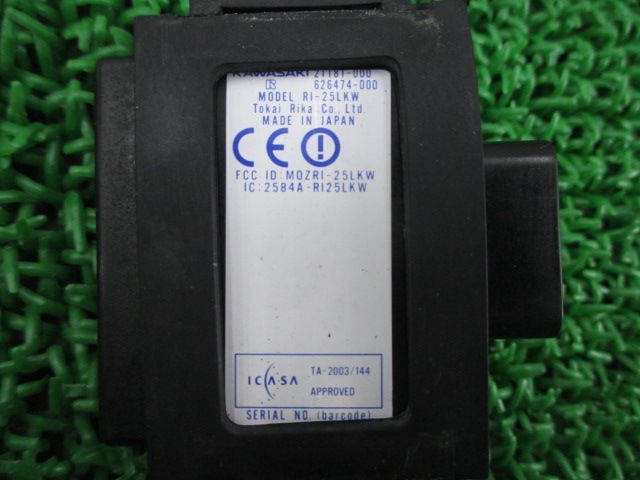 KAWASAKI 21181-000
R 626474-000
MODEL RI-25LKW
Tokai Rika Co., Ltd.
MADE IN JAPAN
CE
FCC ID:MOZRI-25LKW
IC:2584A-RI25LKW
ICASA
TA-2003/144
APPROVED
SERIAL NO. (barcode)